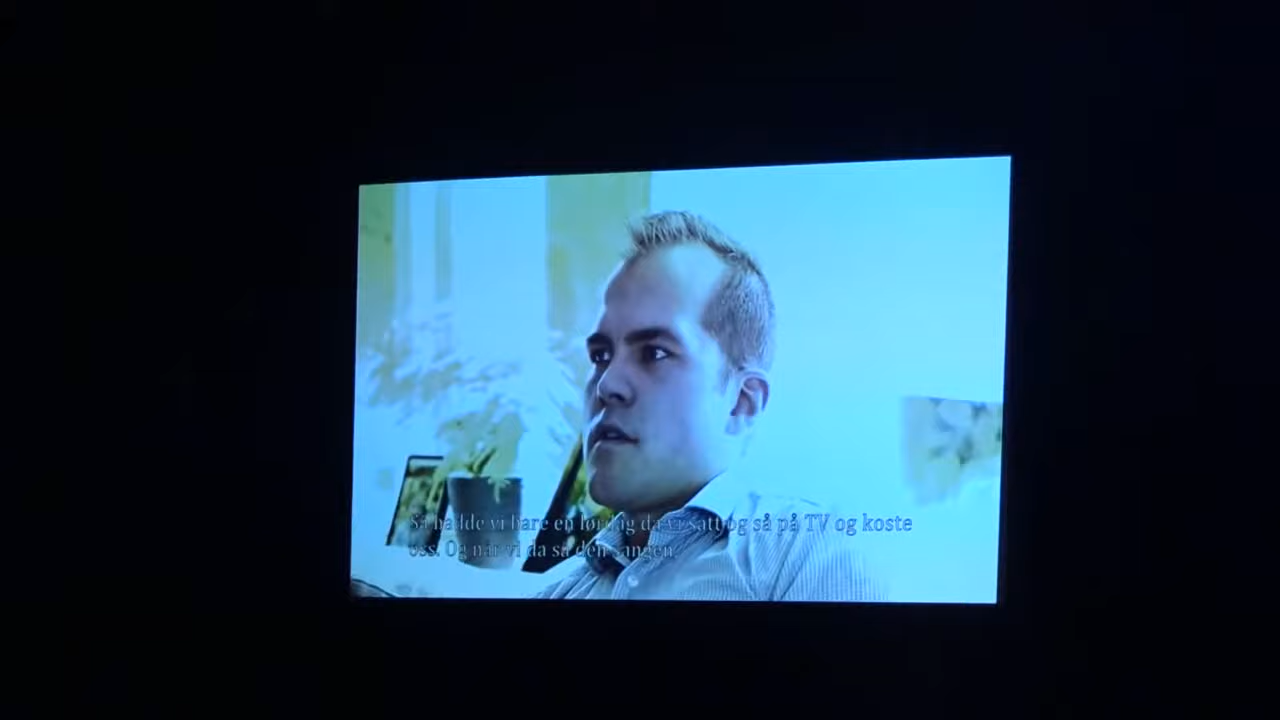 Så hadde vi bare en lørdag da vi satt og så på TV og koste
oss. Og når vi da så den sangen,